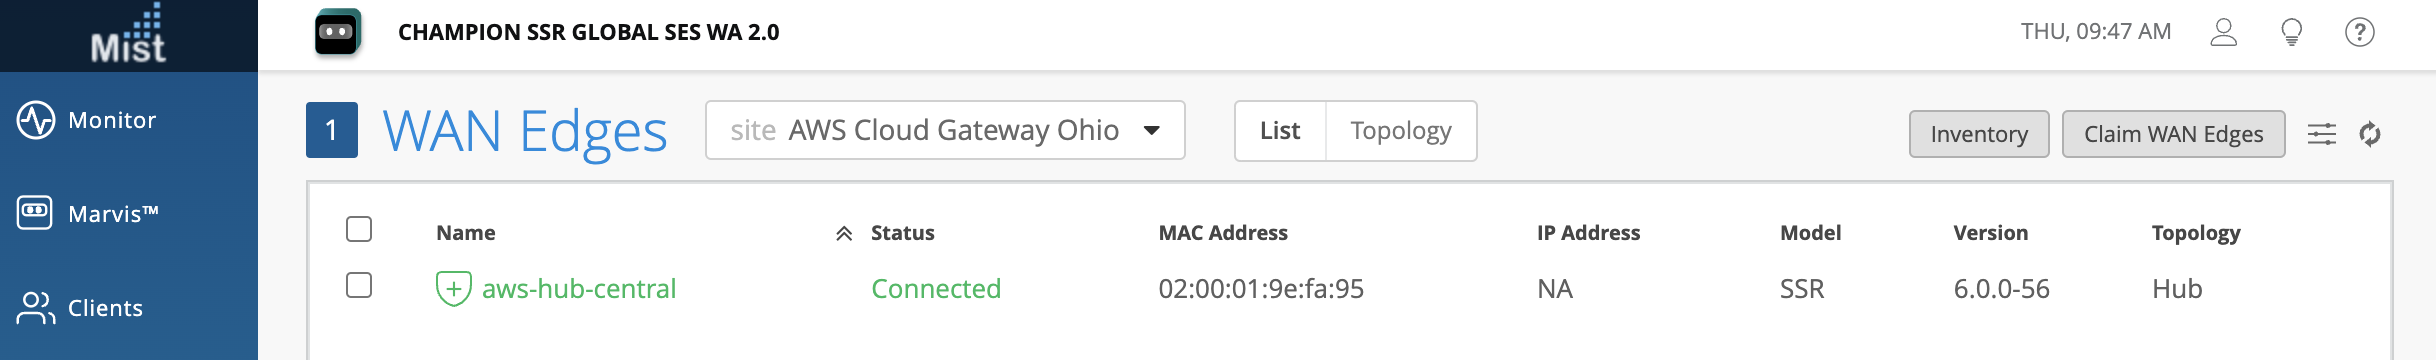 Mist
CHAMPION SSR GLOBAL SES WA 2.0
THU, 09:47 AM
?
Monitor
Marvis™
Clients
1 WAN Edges
site AWS Cloud Gateway Ohio
List Topology
Inventory Claim WAN Edges
Name Status MAC Address IP Address Model Version Topology
aws-hub-central Connected 02:00:01:9e:fa:95 NA SSR 6.0.0-56 Hub